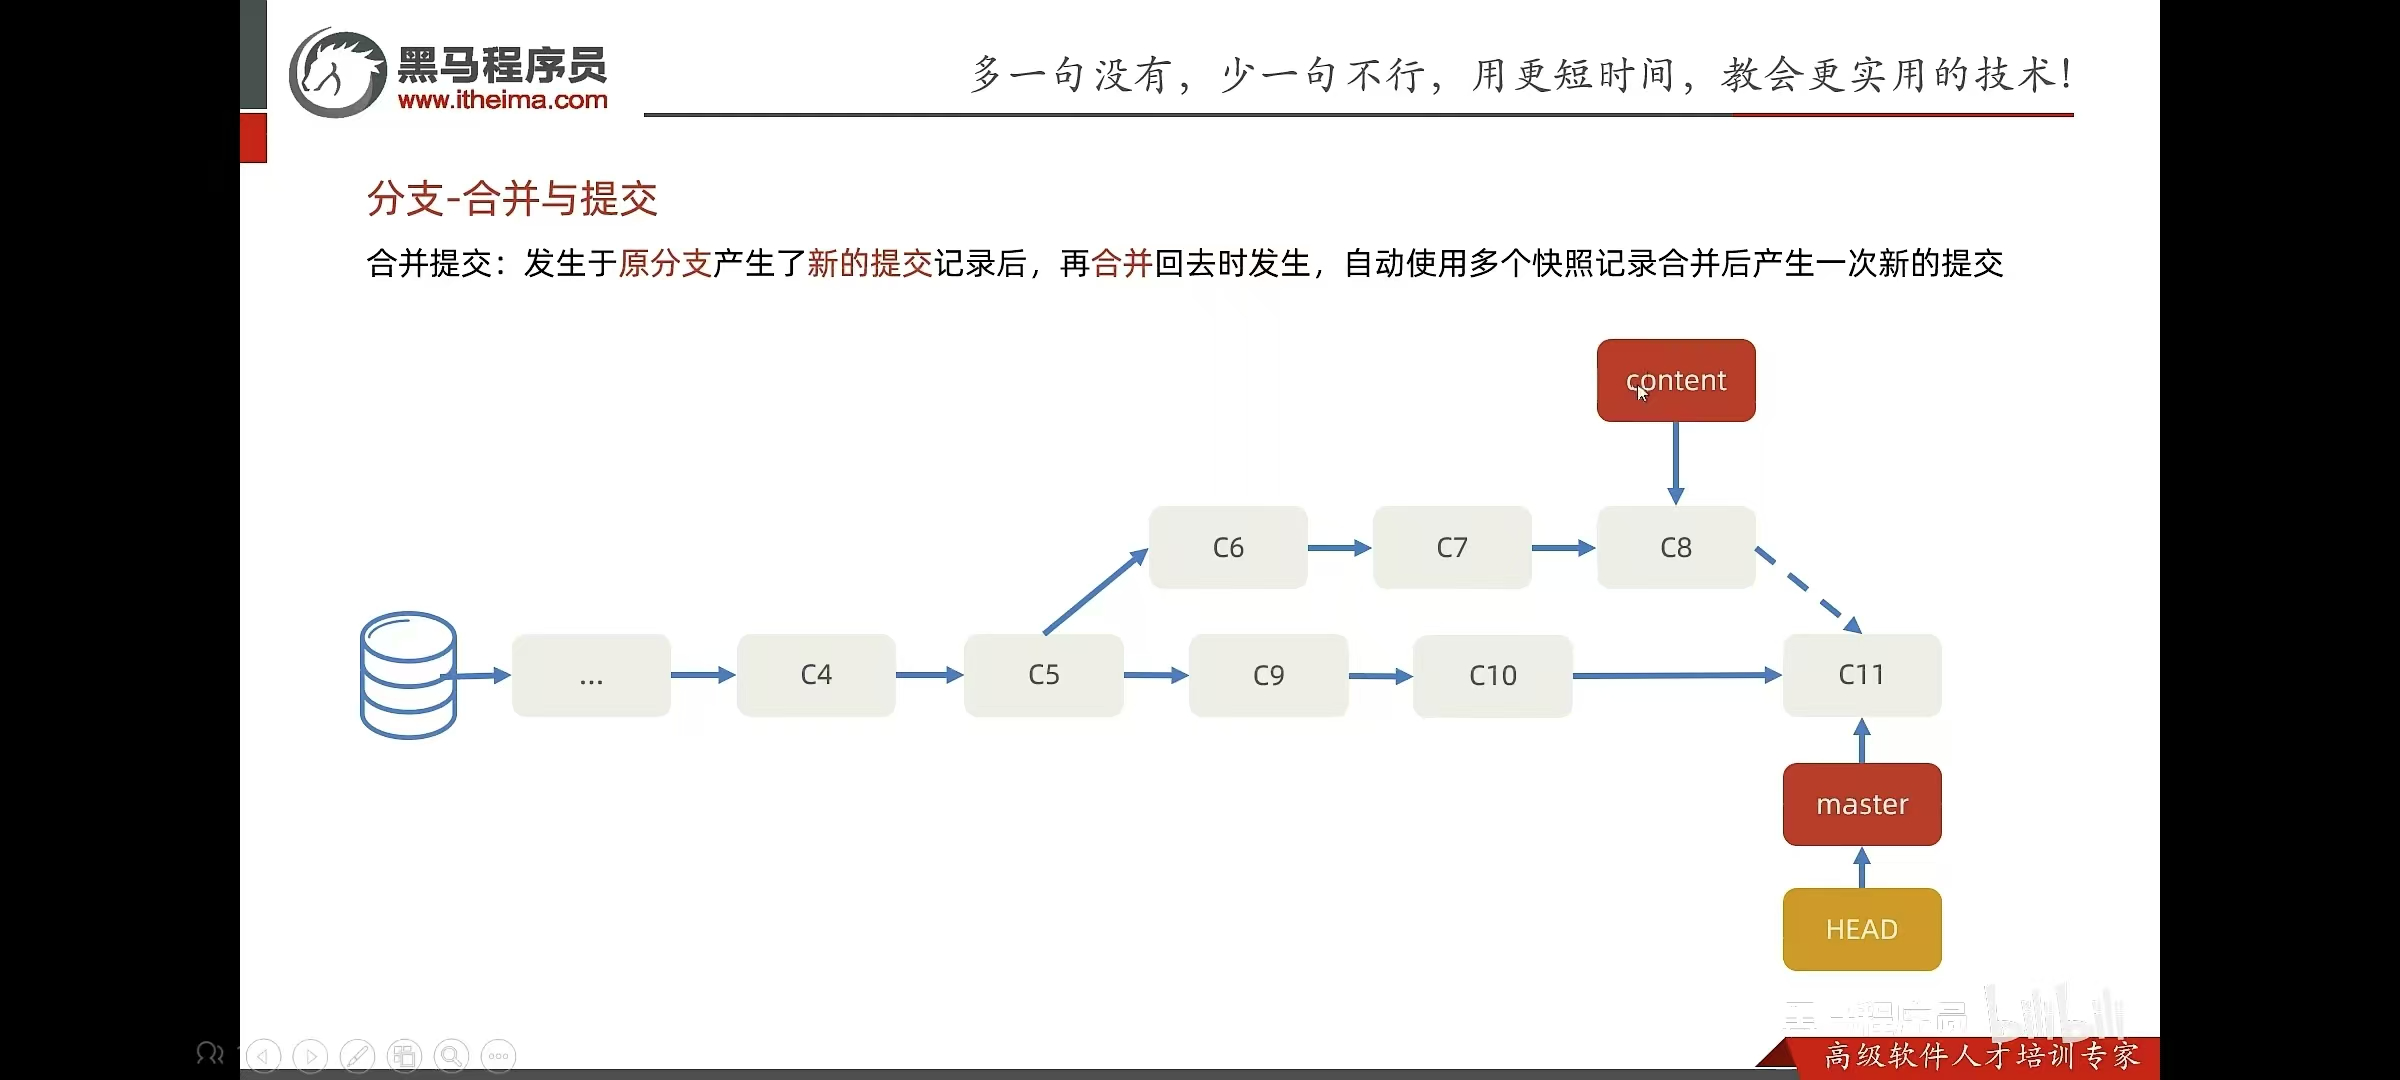 黑马程序员
www.itheima.com
多一句没有，少一句不行，用更短时间，教会更实用的技术！
分支-合并与提交
合并提交：发生于原分支产生了新的提交记录后，再合并回去时发生，自动使用多个快照记录合并后产生一次新的提交
content
C6
C7
C8
...
C4
C5
C9
C10
C11
master
HEAD
黑马程序员 bilibili
高级软件人才培训专家